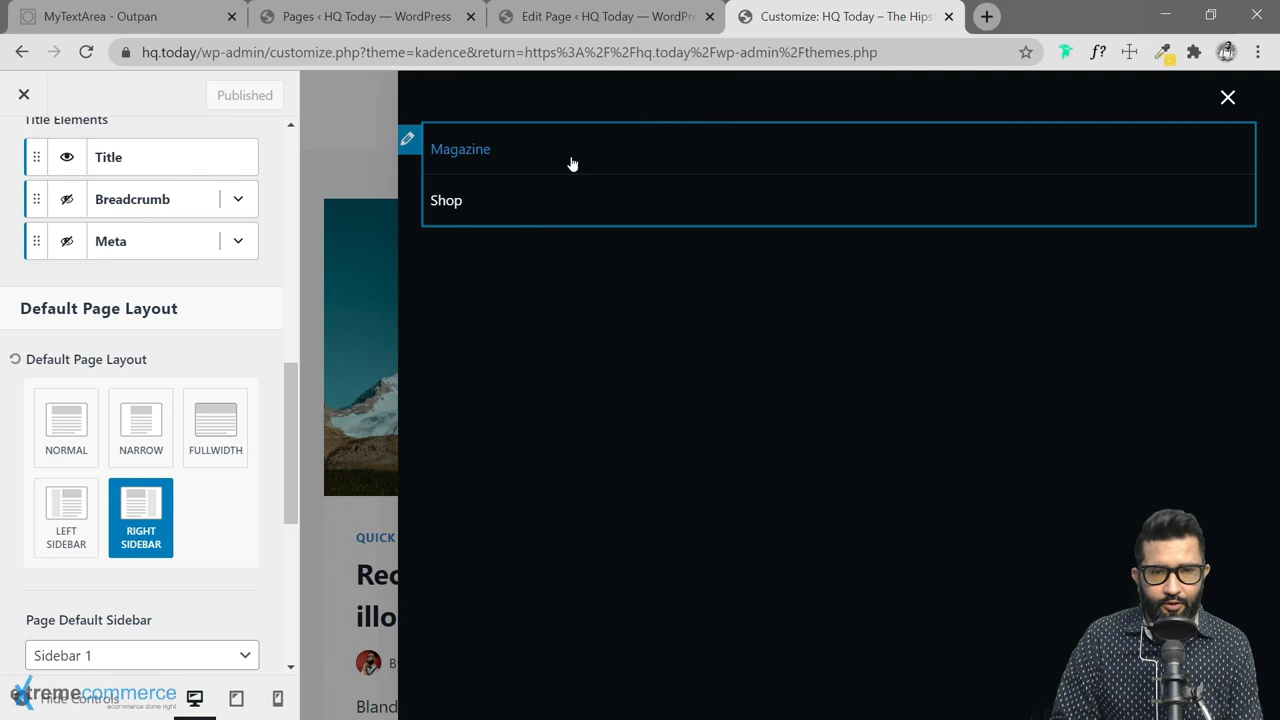 MyTextArea - Outpan
Pages ‹ HQ Today — WordPress
Edit Page ‹ HQ Today — WordPre
Customize: HQ Today – The Hips
hq.today/wp-admin/customize.php?theme=kadence&return=https%3A%2F%2Fhq.today%2Fwp-admin%2Fthemes.php
f?
Published
Title Elements
Title
Breadcrumb
Meta
Default Page Layout
Default Page Layout
NORMAL
NARROW
FULLWIDTH
LEFT
SIDEBAR
RIGHT
SIDEBAR
Page Default Sidebar
Sidebar 1
Hide Controls
extremecommerce
ecommerce done right
Magazine
Shop
QUICK
Rec
illo
B
Bland